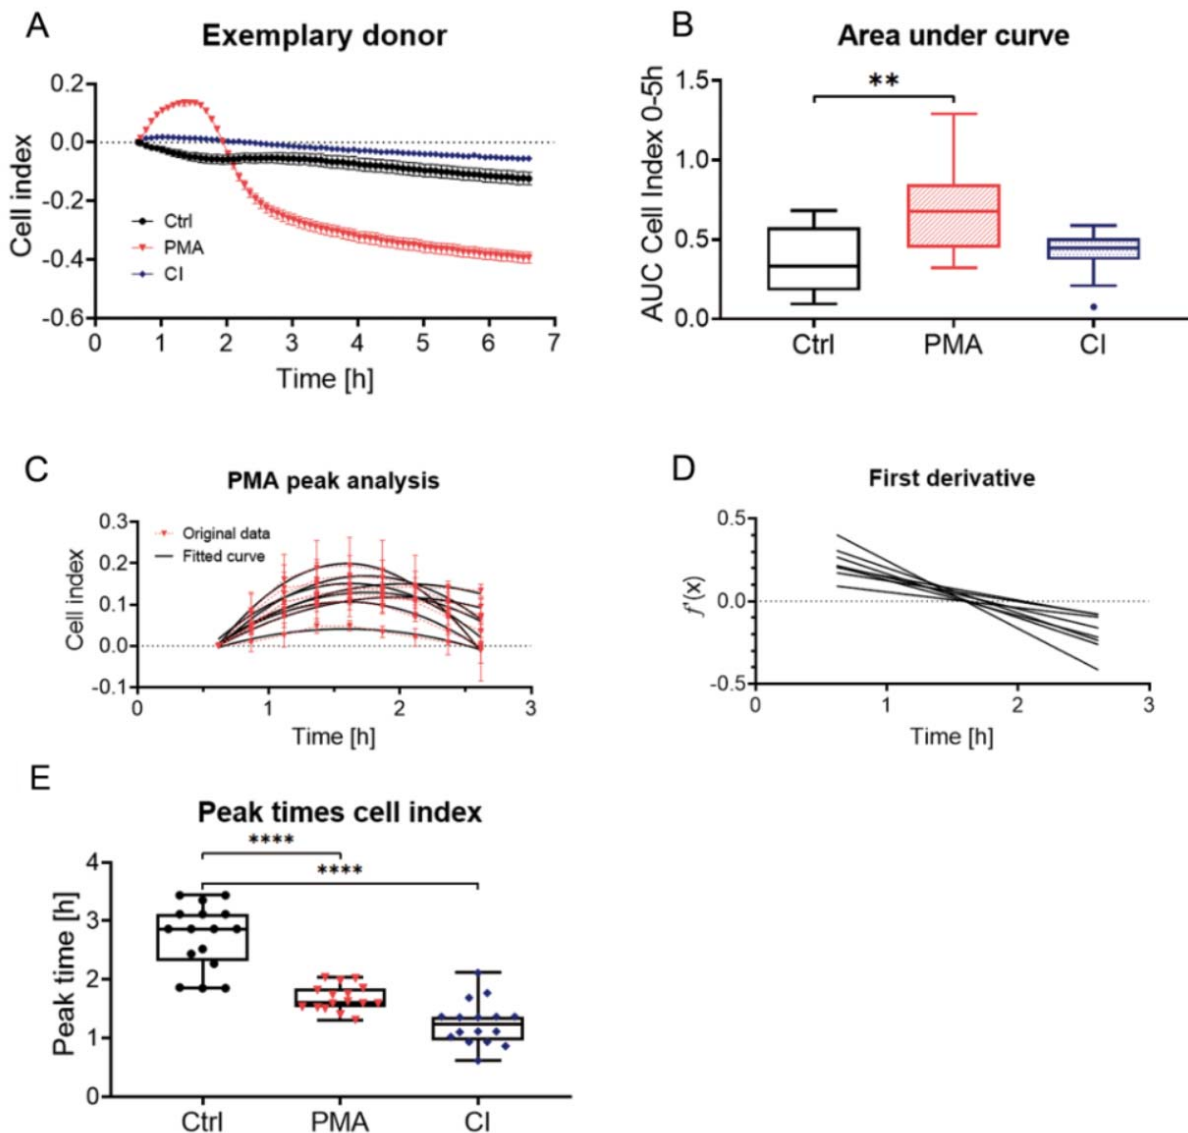 A
Exemplary donor
Cell index
0.2
0.0
-0.2
-0.4
-0.6
Ctrl
PMA
CI
0 1 2 3 4 5 6 7
Time [h]
B
Area under curve
AUC Cell Index 0-5h
1.5
1.0
0.5
0.0
**
Ctrl PMA CI
C
PMA peak analysis
Cell index
0.3
0.2
0.1
0.0
-0.1
Original data
Fitted curve
0 1 2 3
Time [h]
D
First derivative
f'(x)
0.5
0.0
-0.5
0 1 2 3
Time [h]
E
Peak times cell index
Peak time [h]
4
3
2
1
0
****
****
Ctrl PMA CI